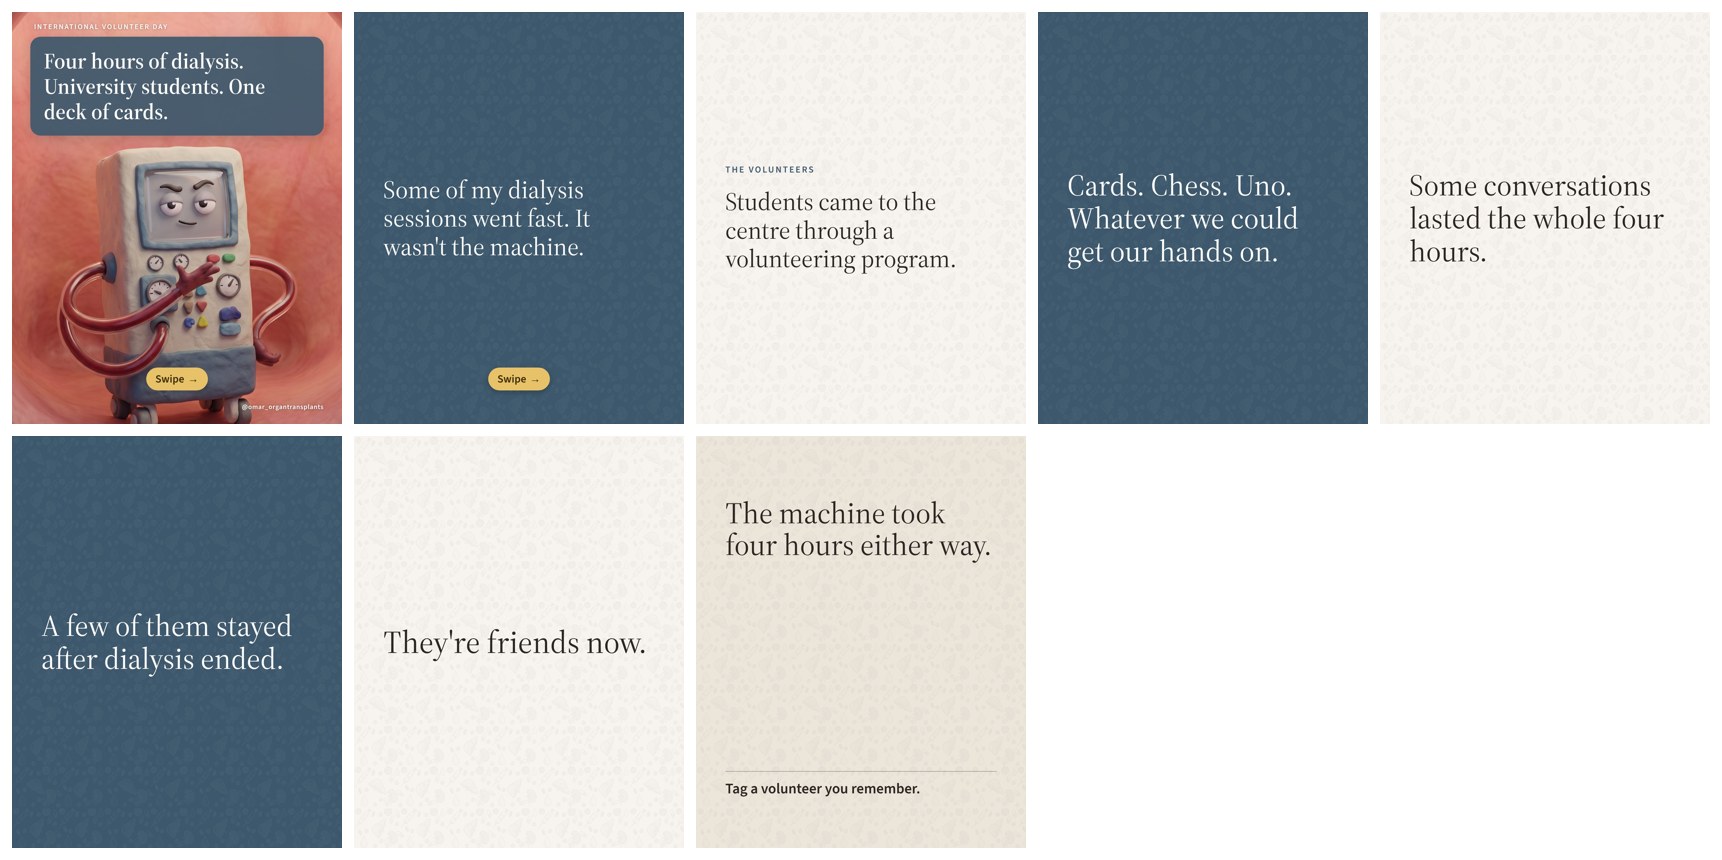 INTERNATIONAL VOLUNTEER DAY
Four hours of dialysis.
University students. One
deck of cards.
Swipe →
@omar_organtransplants
Some of my dialysis
sessions went fast. It
wasn't the machine.
Swipe →
THE VOLUNTEERS
Students came to the
centre through a
volunteering program.
Cards. Chess. Uno.
Whatever we could
get our hands on.
Some conversations
lasted the whole four
hours.
A few of them stayed
after dialysis ended.
They're friends now.
The machine took
four hours either way.
Tag a volunteer you remember.